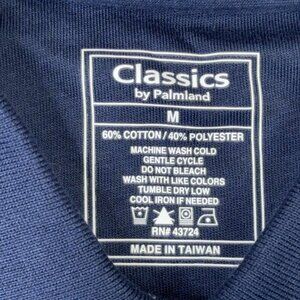 Classics
by Palmland
M
60% COTTON / 40% POLYESTER
MACHINE WASH COLD
GENTLE CYCLE
DO NOT BLEACH
WASH WITH LIKE COLORS
TUMBLE DRY LOW
COOL IRON IF NEEDED
RN# 43724
MADE IN TAIWAN